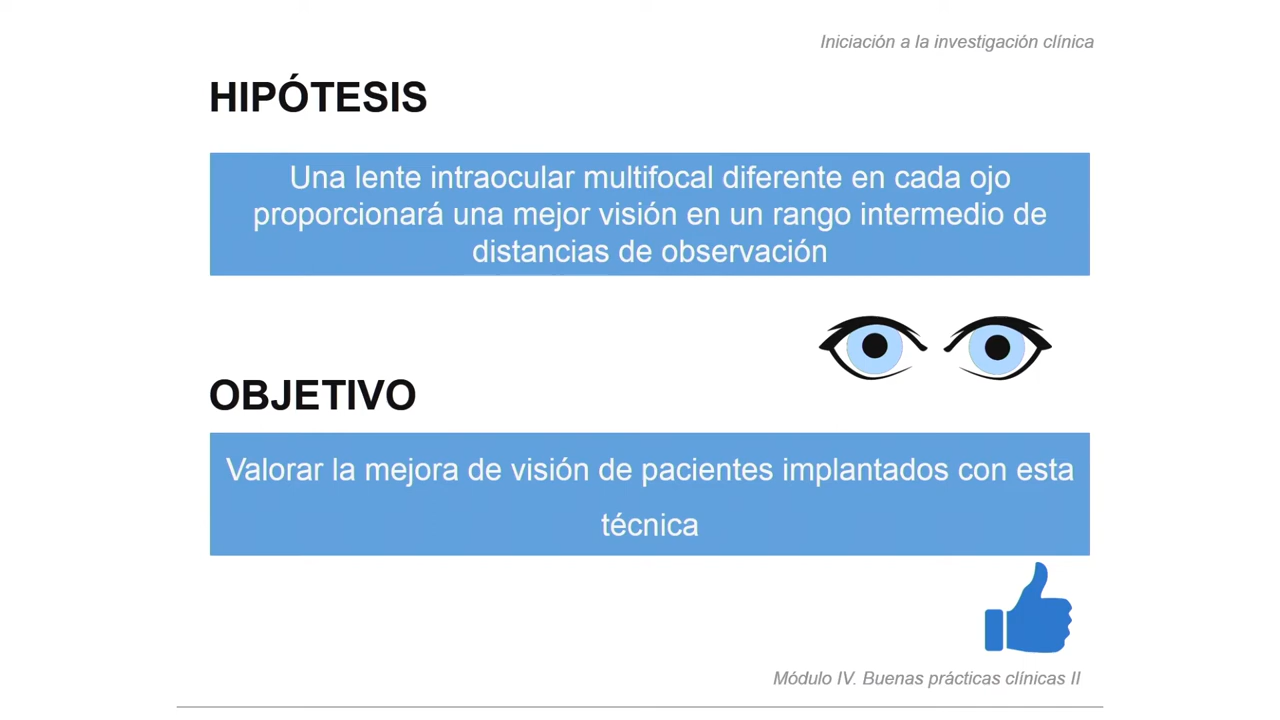 Iniciación a la investigación clínica
HIPÓTESIS
Una lente intraocular multifocal diferente en cada ojo
proporcionará una mejor visión en un rango intermedio de
distancias de observación
OBJETIVO
Valorar la mejora de visión de pacientes implantados con esta
técnica
Módulo IV. Buenas prácticas clínicas II